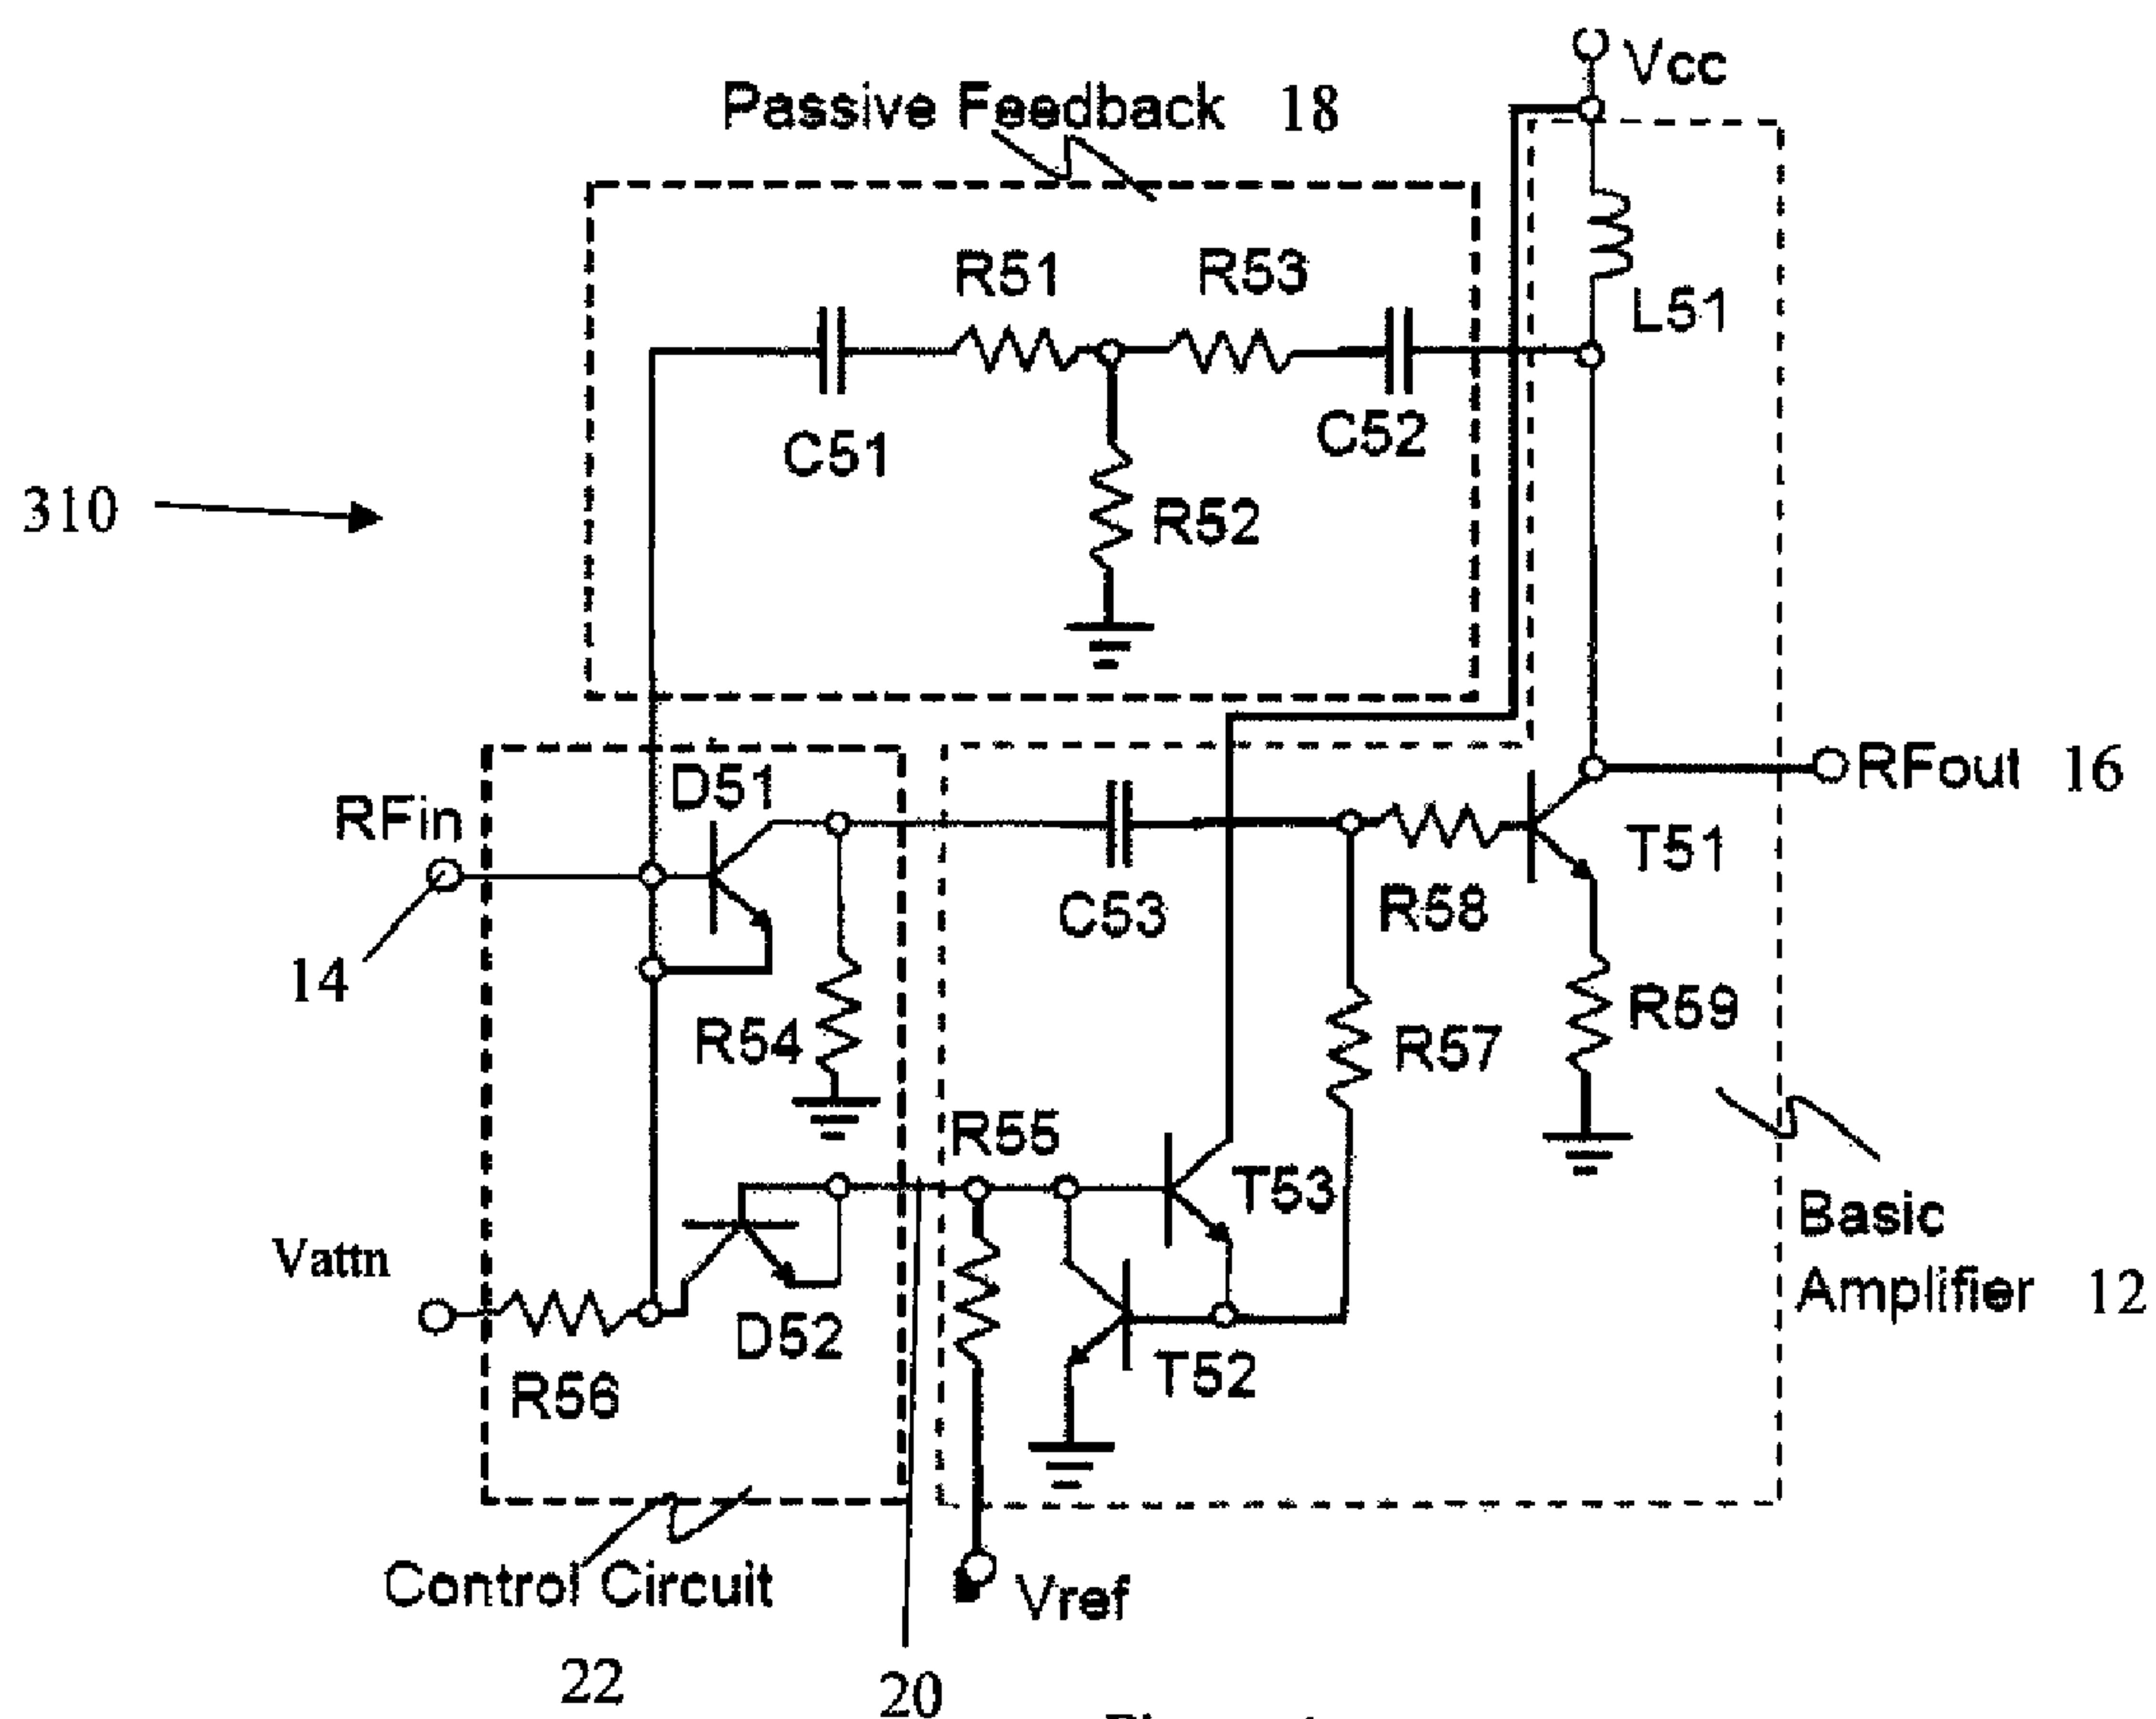 Vcc
Passive Feedback 18
R51
R53
L51
C51
C52
310
R52
D51
RFin
RFout 16
T51
C53
R58
14
R59
R54
R57
R55
T53
Basic
Amplifier 12
Vattn
D52
T52
R56
Control Circuit
Vref
22
20